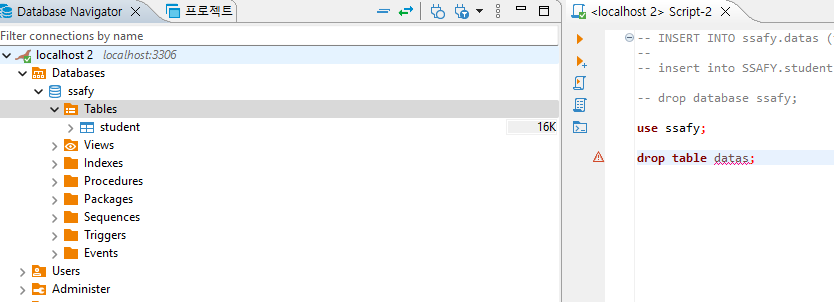 Database Navigator
프로젝트
Filter connections by name
localhost 2 localhost:3306
Databases
ssafy
Tables
student 16K
Views
Indexes
Procedures
Packages
Sequences
Triggers
Events
Users
Administer
<localhost 2> Script-2
-- INSERT INTO ssafy.datas (
--
-- insert into SSAFY.student
-- drop database ssafy;
use ssafy;
drop table datas;